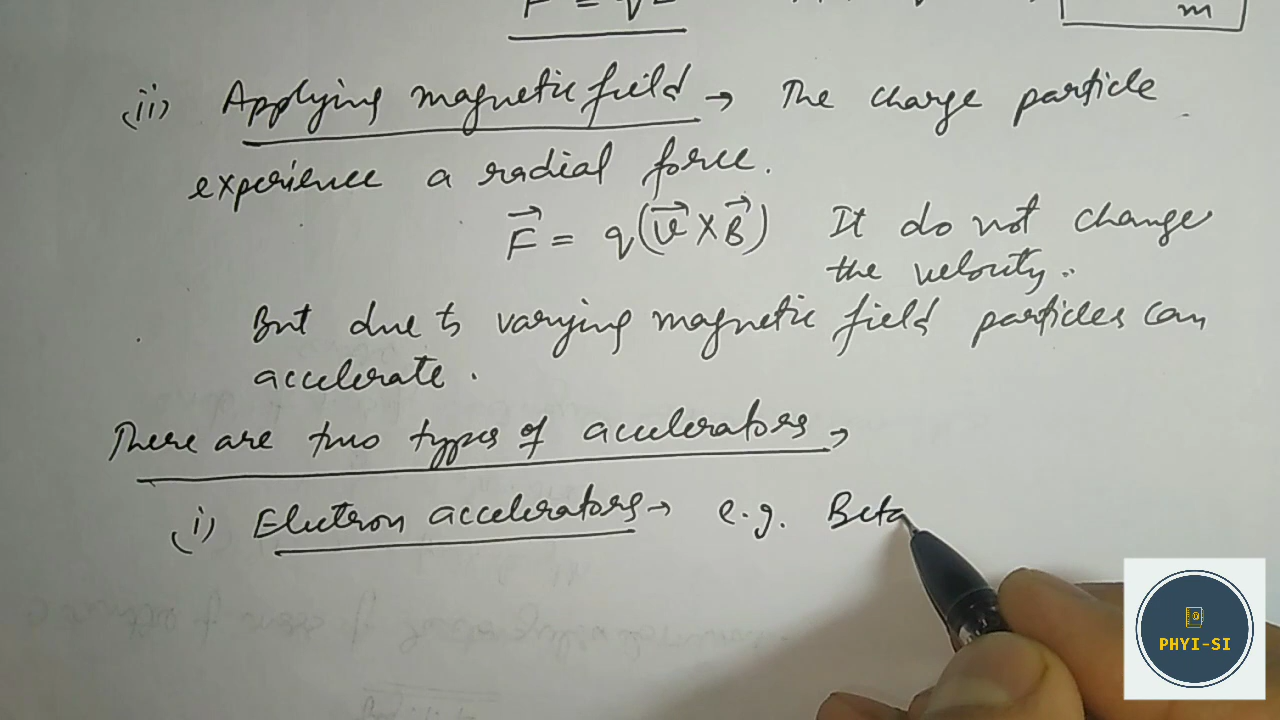 m
(ii) Applying magnetic field → The charge particle
experience a radial force.
F⃗ = q(v⃗ × B⃗) It do not change
the velocity.
But due to varying magnetic field particles can
accelerate.
There are two types of accelerators →
(i) Electron accelerators → e.g. Beta
PHYI-SI